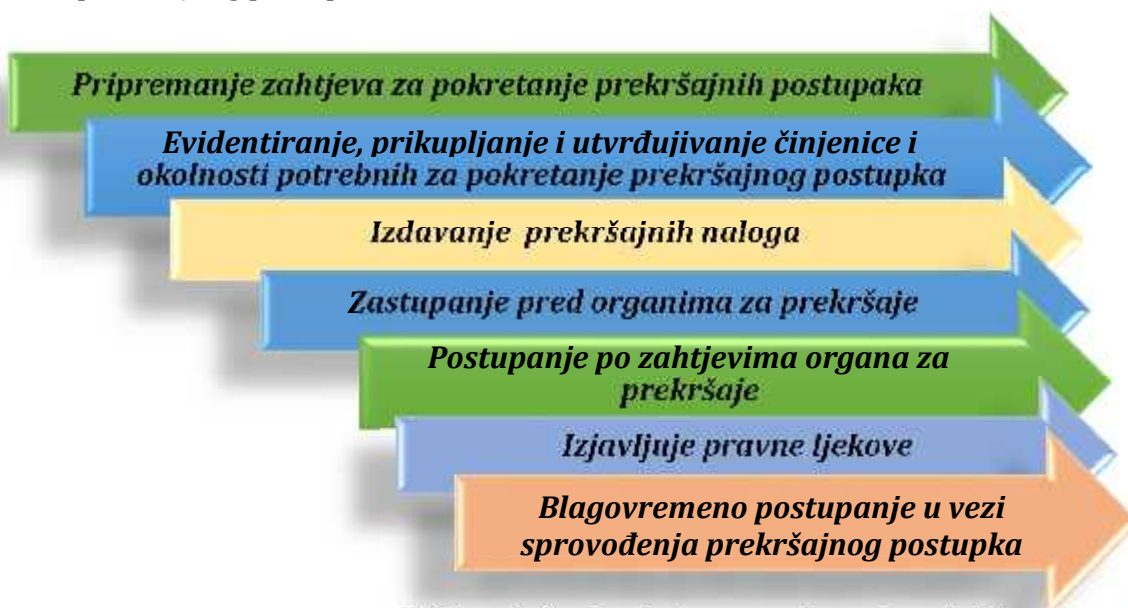 Pripremanje zahtjeva za pokretanje prekršajnih postupaka
Evidentiranje, prikupljanje i utvrđujivanje činjenice i
okolnosti potrebnih za pokretanje prekršajnog postupka
Izdavanje prekršajnih naloga
Zastupanje pred organima za prekršaje
Postupanje po zahtjevima organa za
prekršaje
Izjavljuje pravne ljekove
Blagovremeno postupanje u vezi
sprovođenja prekršajnog postupka